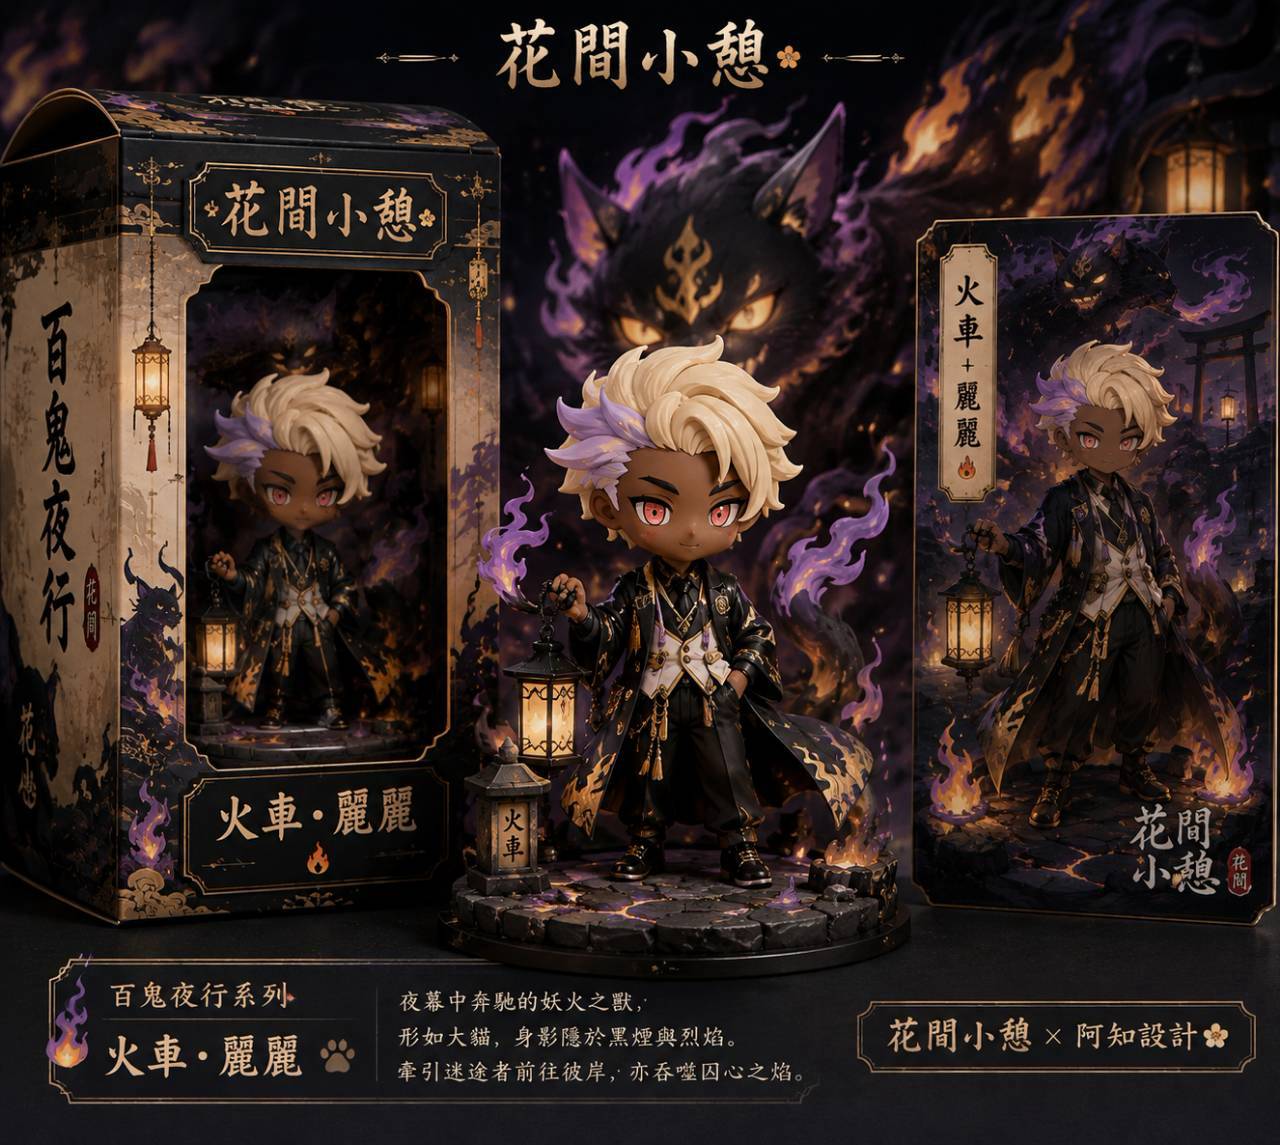 花間小憩
花間小憩
百鬼夜行
花間
火車・麗麗
火車
火車+麗麗
花間
小憩
花間
百鬼夜行系列
火車・麗麗
夜幕中奔馳的妖火之獸,
形如大貓，身影隱於黑煙與烈焰。
牽引迷途者前往彼岸，亦吞噬囚心之焰。
花間小憩 × 阿知設計